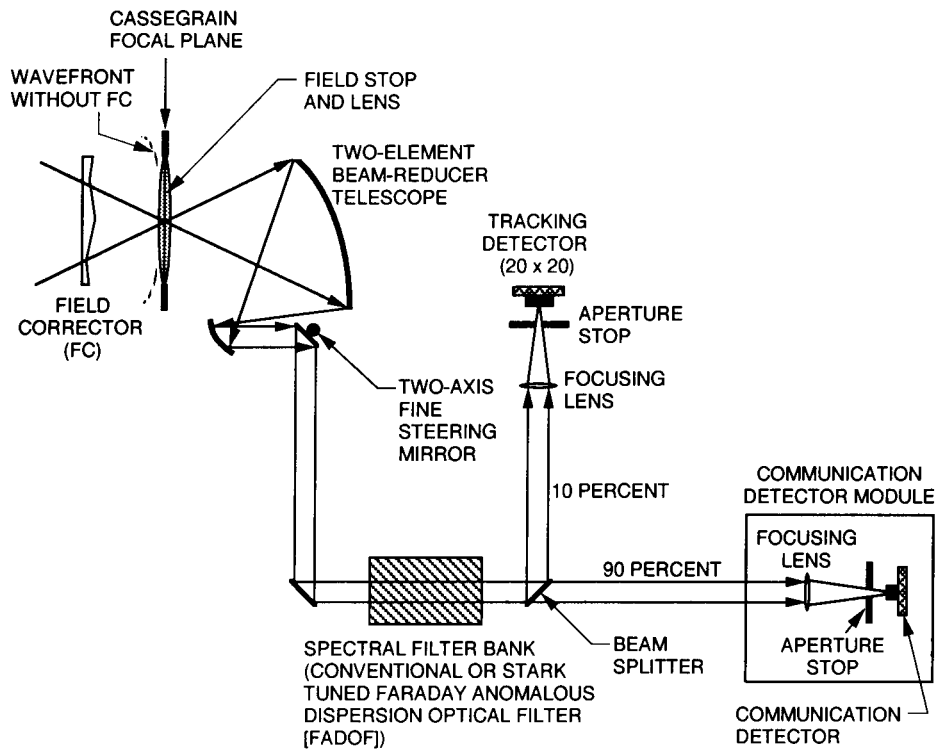 CASSEGRAIN
FOCAL PLANE
WAVEFRONT
WITHOUT FC
FIELD STOP
AND LENS
TWO-ELEMENT
BEAM-REDUCER
TELESCOPE
FIELD
CORRECTOR
(FC)
TRACKING
DETECTOR
(20 x 20)
APERTURE
STOP
FOCUSING
LENS
TWO-AXIS
FINE
STEERING
MIRROR
10 PERCENT
COMMUNICATION
DETECTOR MODULE
FOCUSING
LENS
90 PERCENT
APERTURE
STOP
BEAM
SPLITTER
SPECTRAL FILTER BANK
(CONVENTIONAL OR STARK
TUNED FARADAY ANOMALOUS
DISPERSION OPTICAL FILTER
[FADOF])
COMMUNICATION
DETECTOR